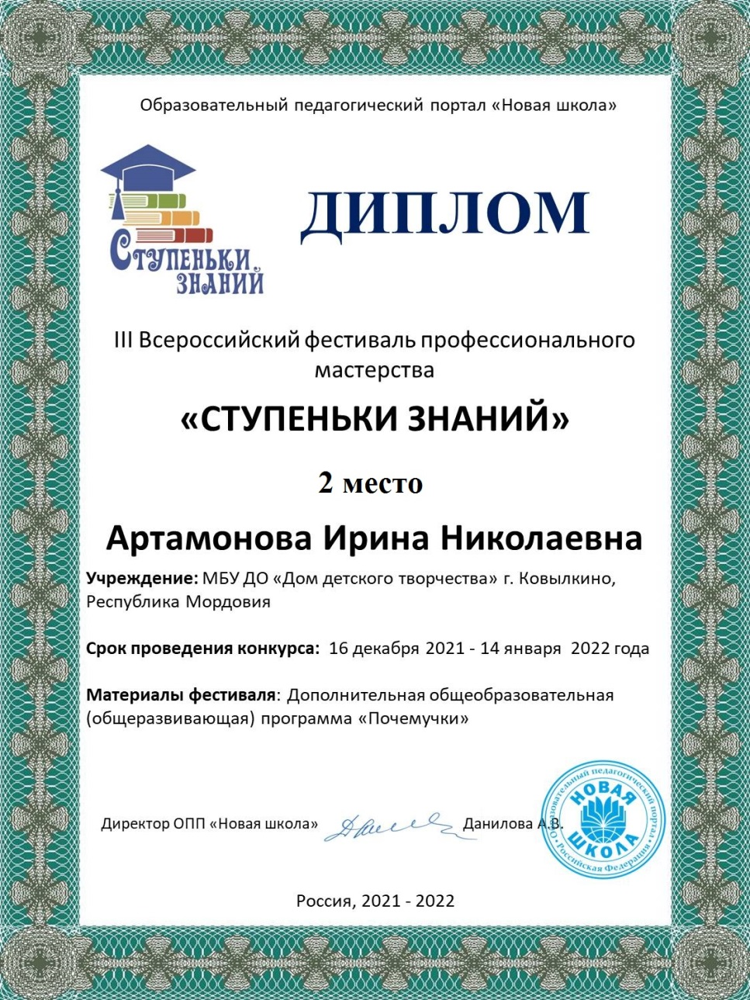 Образовательный педагогический портал «Новая школа»
Ступеньки
знаний
ДИПЛОМ
III Всероссийский фестиваль профессионального
мастерства
«СТУПЕНЬКИ ЗНАНИЙ»
2 место
Артамонова Ирина Николаевна
Учреждение: МБУ ДО «Дом детского творчества» г. Ковылкино,
Республика Мордовия
Срок проведения конкурса: 16 декабря 2021 - 14 января 2022 года
Материалы фестиваля: Дополнительная общеобразовательная
(общеразвивающая) программа «Почемучки»
Директор ОПП «Новая школа» Данилова А.В.
Образовательный педагогический портал • Российская Федерация •
НОВАЯ
ШКОЛА
Россия, 2021 - 2022